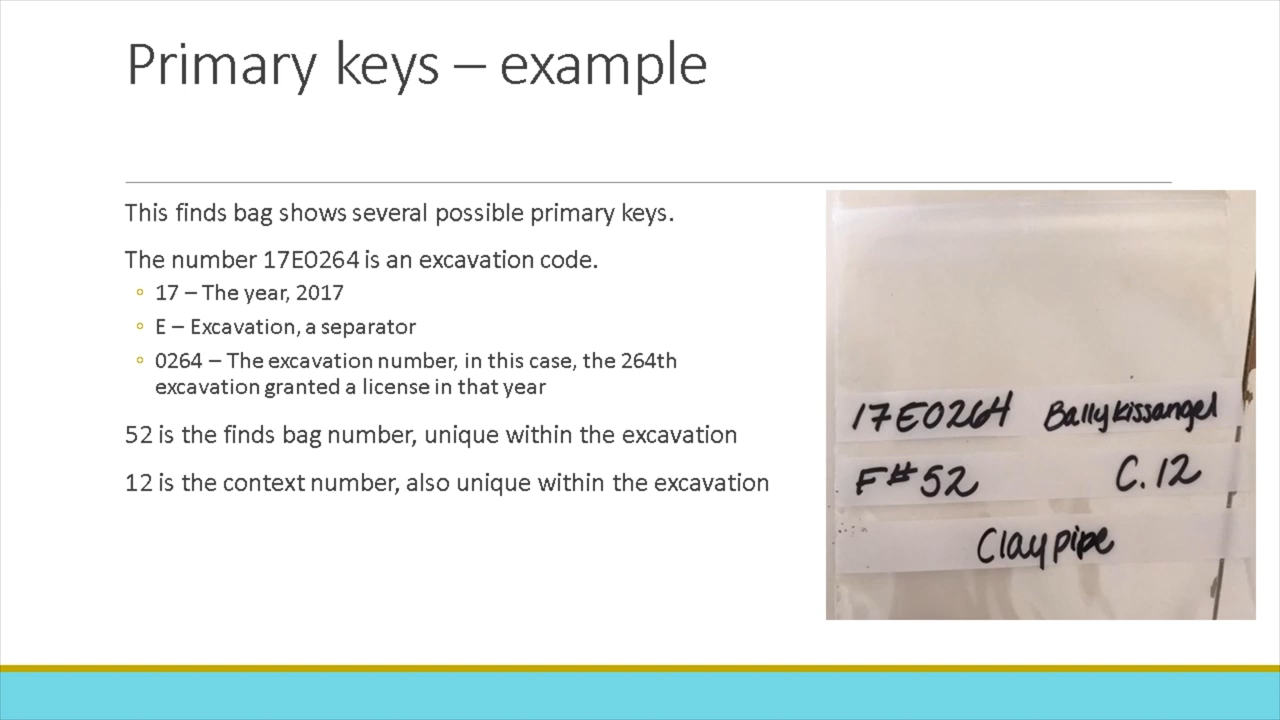 Primary keys – example
This finds bag shows several possible primary keys.
The number 17E0264 is an excavation code.
17 – The year, 2017
E – Excavation, a separator
0264 – The excavation number, in this case, the 264th
excavation granted a license in that year
52 is the finds bag number, unique within the excavation
12 is the context number, also unique within the excavation
17E0264 Ballykissangel
F#52 C.12
Clay pipe